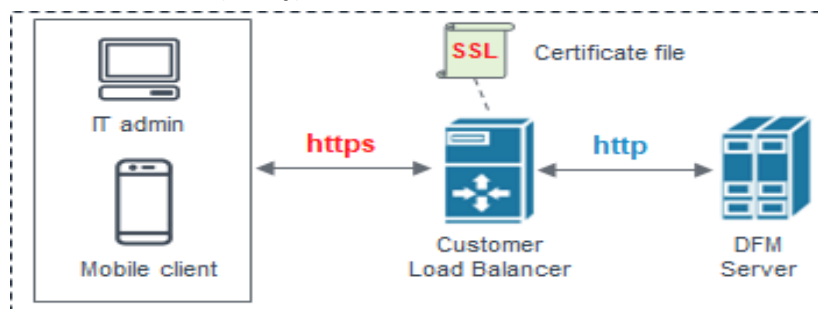 SSL
Certificate file
IT admin
https
http
Mobile client
Customer
Load Balancer
DFM
Server